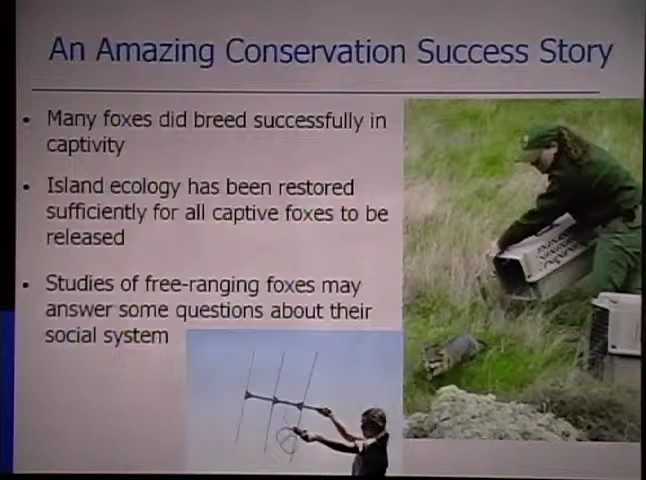 An Amazing Conservation Success Story
• Many foxes did breed successfully in
captivity
• Island ecology has been restored
sufficiently for all captive foxes to be
released
• Studies of free-ranging foxes may
answer some questions about their
social system